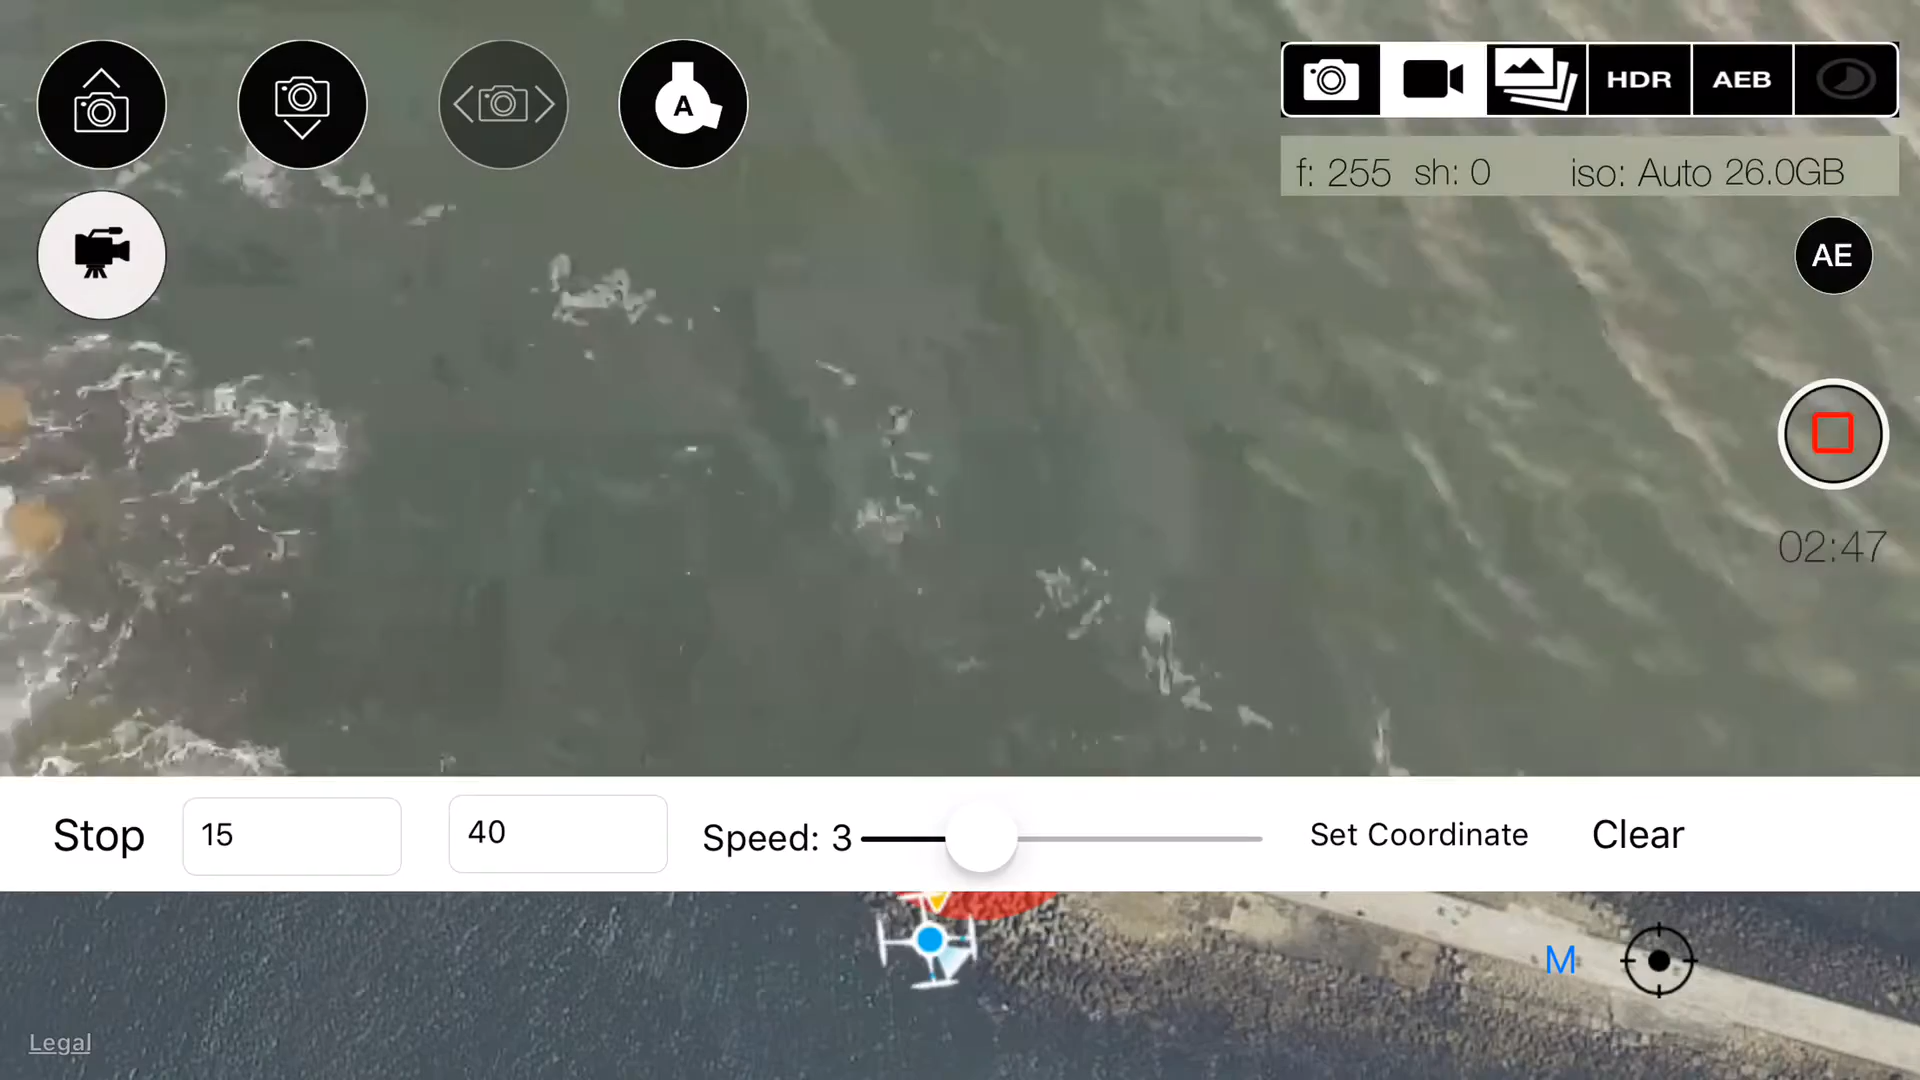 A
HDR AEB
f: 255 sh: 0 iso: Auto 26.0GB
AE
02:47
Stop 15 40 Speed: 3 Set Coordinate Clear
M
Legal